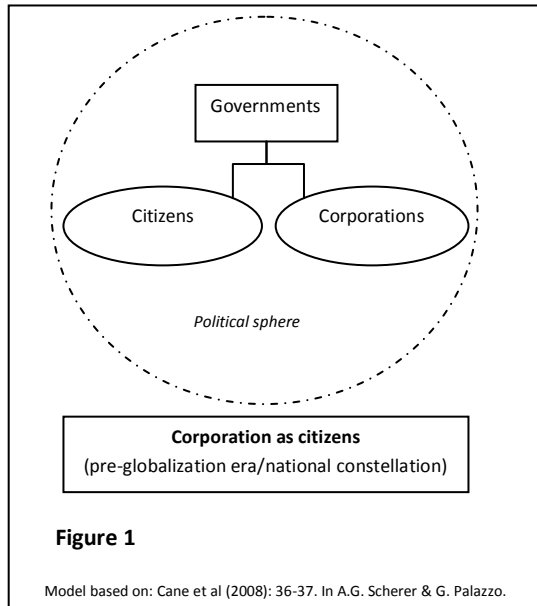 Governments
Citizens
Corporations
Political sphere
Corporation as citizens
(pre-globalization era/national constellation)
Figure 1
Model based on: Cane et al (2008): 36-37. In A.G. Scherer & G. Palazzo.